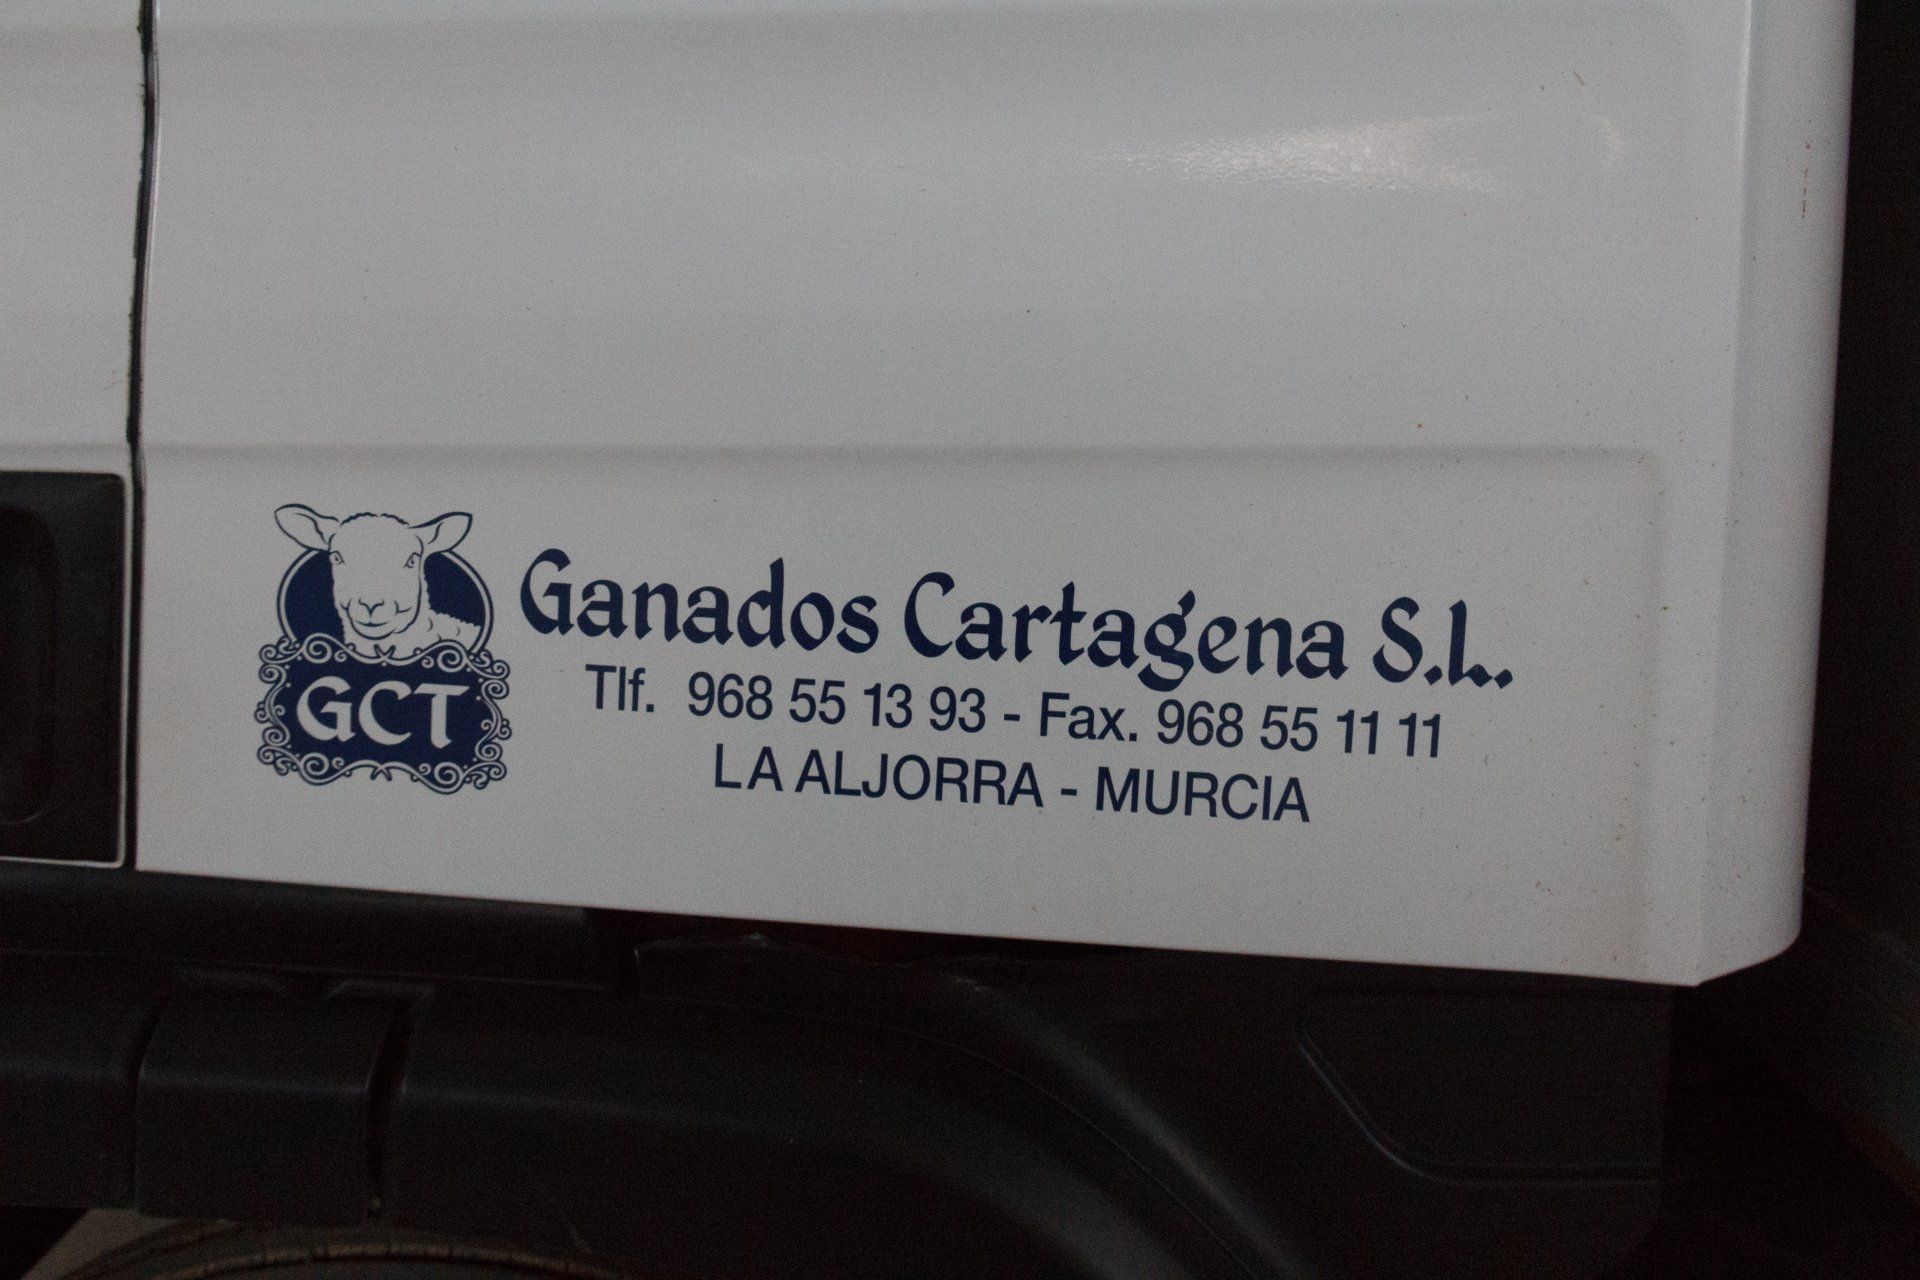 GCT
Ganados Cartagena S.L.
Tlf. 968 55 13 93 - Fax. 968 55 11 11
LA ALJORRA - MURCIA